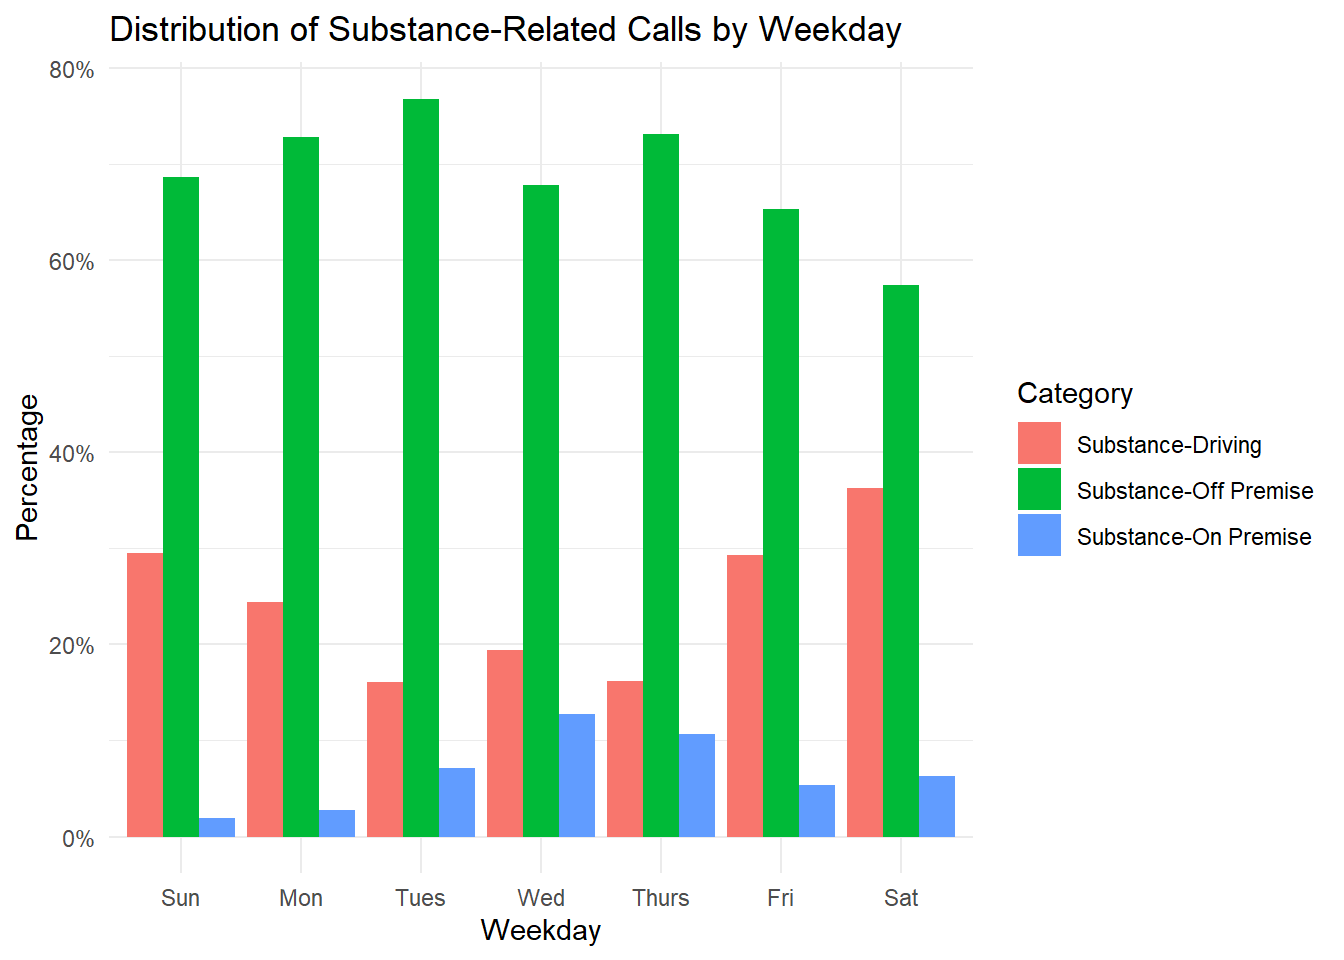 Distribution of Substance-Related Calls by Weekday
80%
60%
40%
20%
0%
Percentage
Sun Mon Tues Wed Thurs Fri Sat
Weekday
Category
Substance-Driving
Substance-Off Premise
Substance-On Premise